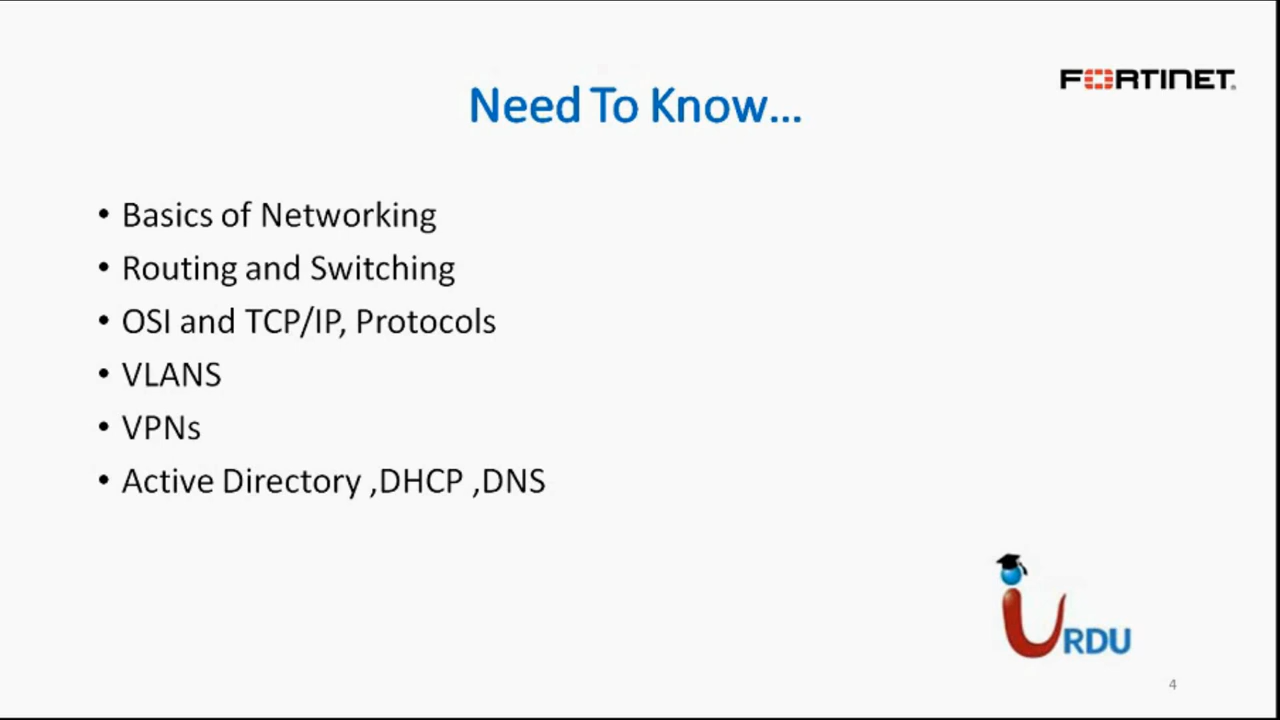 FORTINET
Need To Know...
• Basics of Networking
• Routing and Switching
• OSI and TCP/IP, Protocols
• VLANS
• VPNs
• Active Directory ,DHCP ,DNS
iURDU
4